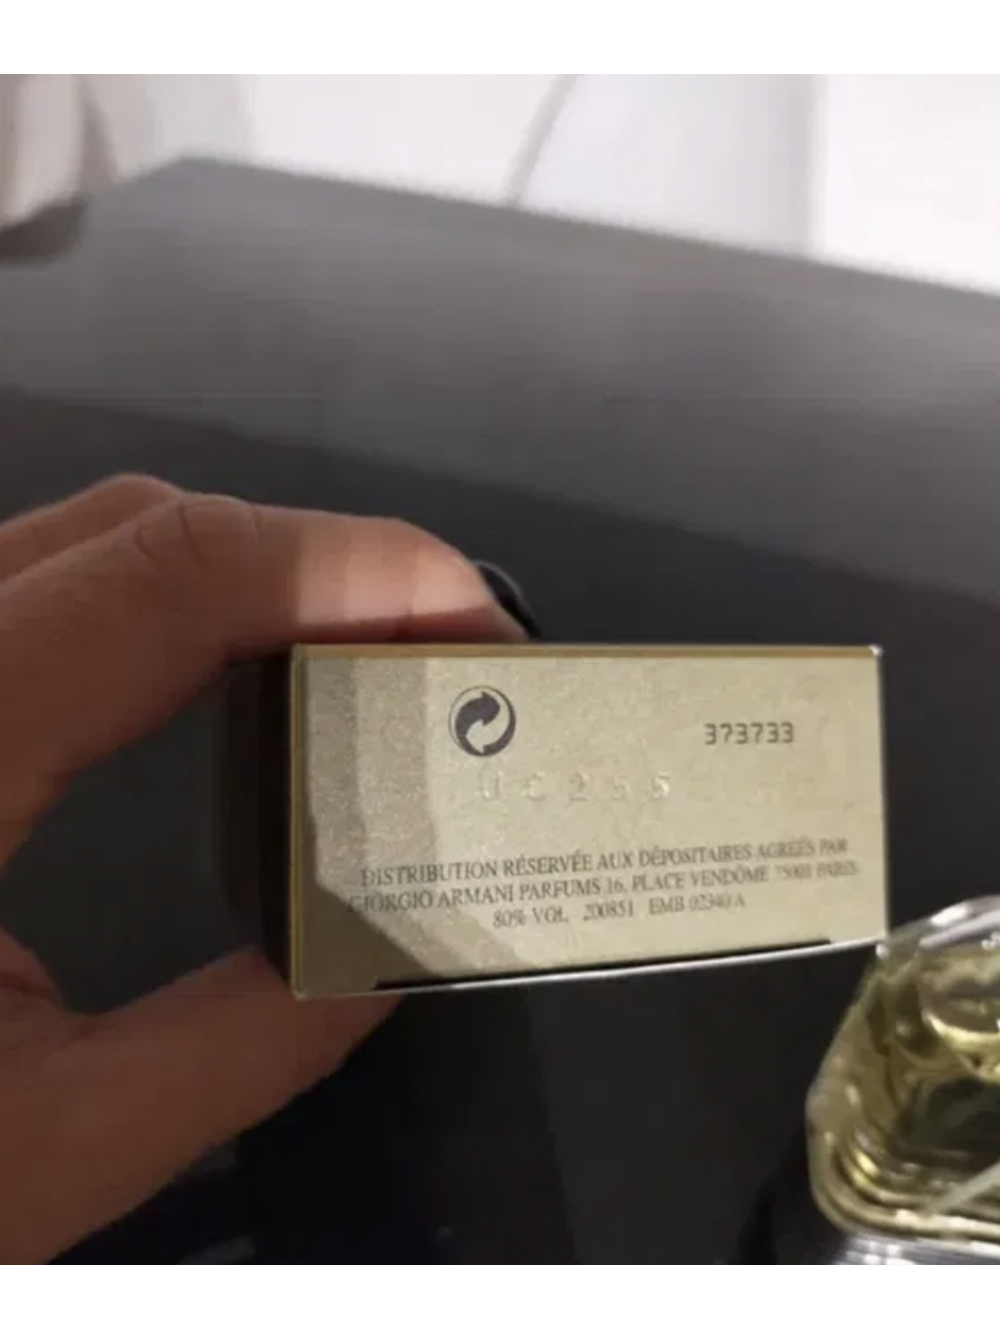 373733
DISTRIBUTION RÉSERVÉE AUX DÉPOSITAIRES AGRÉÉS PAR
GIORGIO ARMANI PARFUMS 16, PLACE VENDÔME 75001 PARIS
80% VOL. 200851 EMB 02340 A